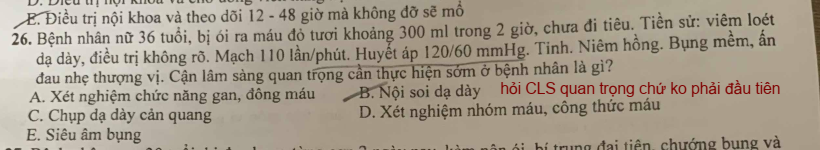 E. Điều trị nội khoa và theo dõi 12 - 48 giờ mà không đỡ sẽ mổ
26. Bệnh nhân nữ 36 tuổi, bị ói ra máu đỏ tươi khoảng 300 ml trong 2 giờ, chưa đi tiêu. Tiền sử: viêm loét
dạ dày, điều trị không rõ. Mạch 110 lần/phút. Huyết áp 120/60 mmHg. Tỉnh. Niêm hồng. Bụng mềm, ấn
đau nhẹ thượng vị. Cận lâm sàng quan trọng cần thực hiện sớm ở bệnh nhân là gì?
A. Xét nghiệm chức năng gan, đông máu B. Nội soi dạ dày hỏi CLS quan trọng chứ ko phải đầu tiên
C. Chụp dạ dày cản quang D. Xét nghiệm nhóm máu, công thức máu
E. Siêu âm bụng
đại tiện, chướng bụng và